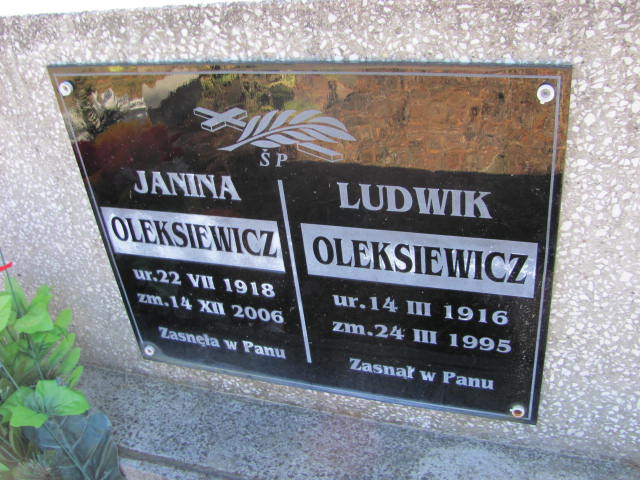 ŚP
JANINA
OLEKSIEWICZ
ur.22 VII 1918
zm.14 XII 2006
Zasnęła w Panu
LUDWIK
OLEKSIEWICZ
ur.14 III 1916
zm.24 III 1995
Zasnął w Panu